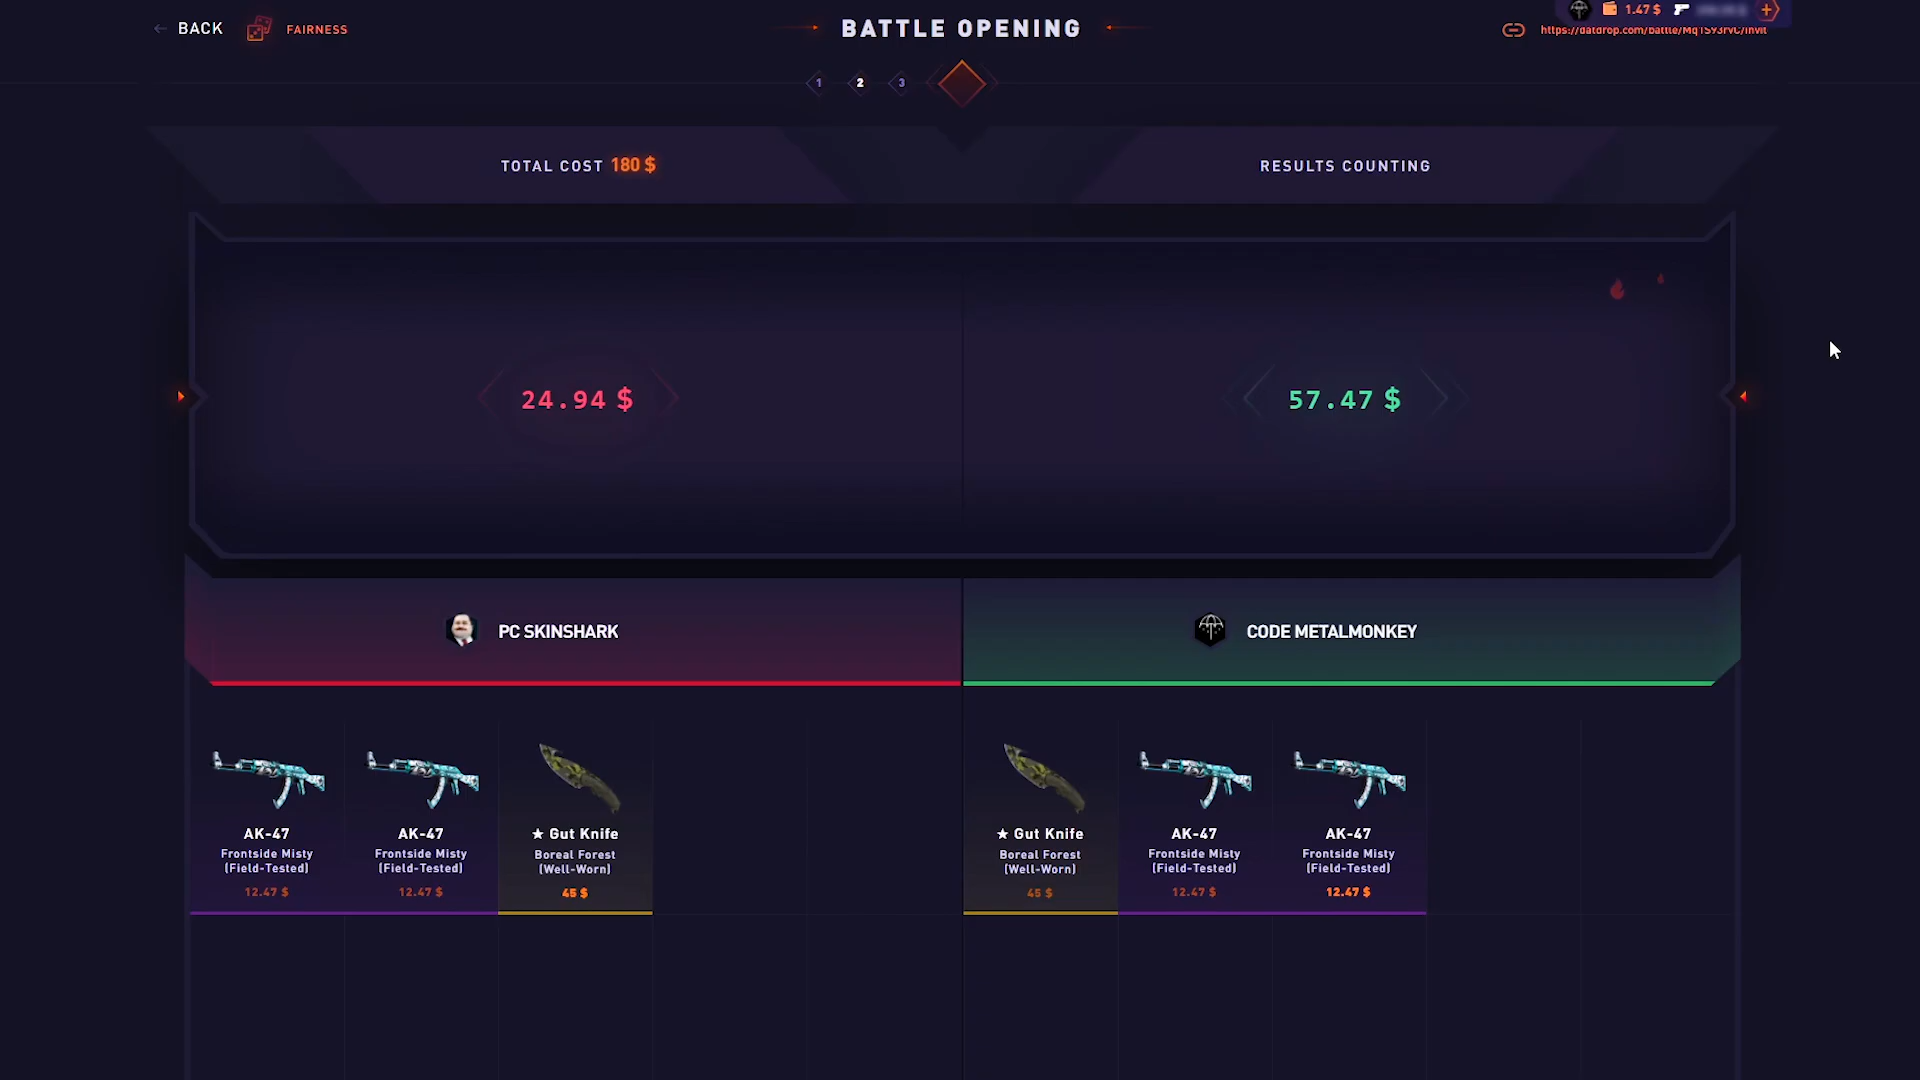 BACK
FAIRNESS
BATTLE OPENING
1.47 $
1
2
3
TOTAL COST 180 $
RESULTS COUNTING
24.94 $
57.47 $
PC SKINSHARK
CODE METALMONKEY
AK-47
Frontside Misty
(Field-Tested)
12.47 $
AK-47
Frontside Misty
(Field-Tested)
12.47 $
★ Gut Knife
Boreal Forest
(Well-Worn)
45 $
★ Gut Knife
Boreal Forest
(Well-Worn)
45 $
AK-47
Frontside Misty
(Field-Tested)
12.47 $
AK-47
Frontside Misty
(Field-Tested)
12.47 $